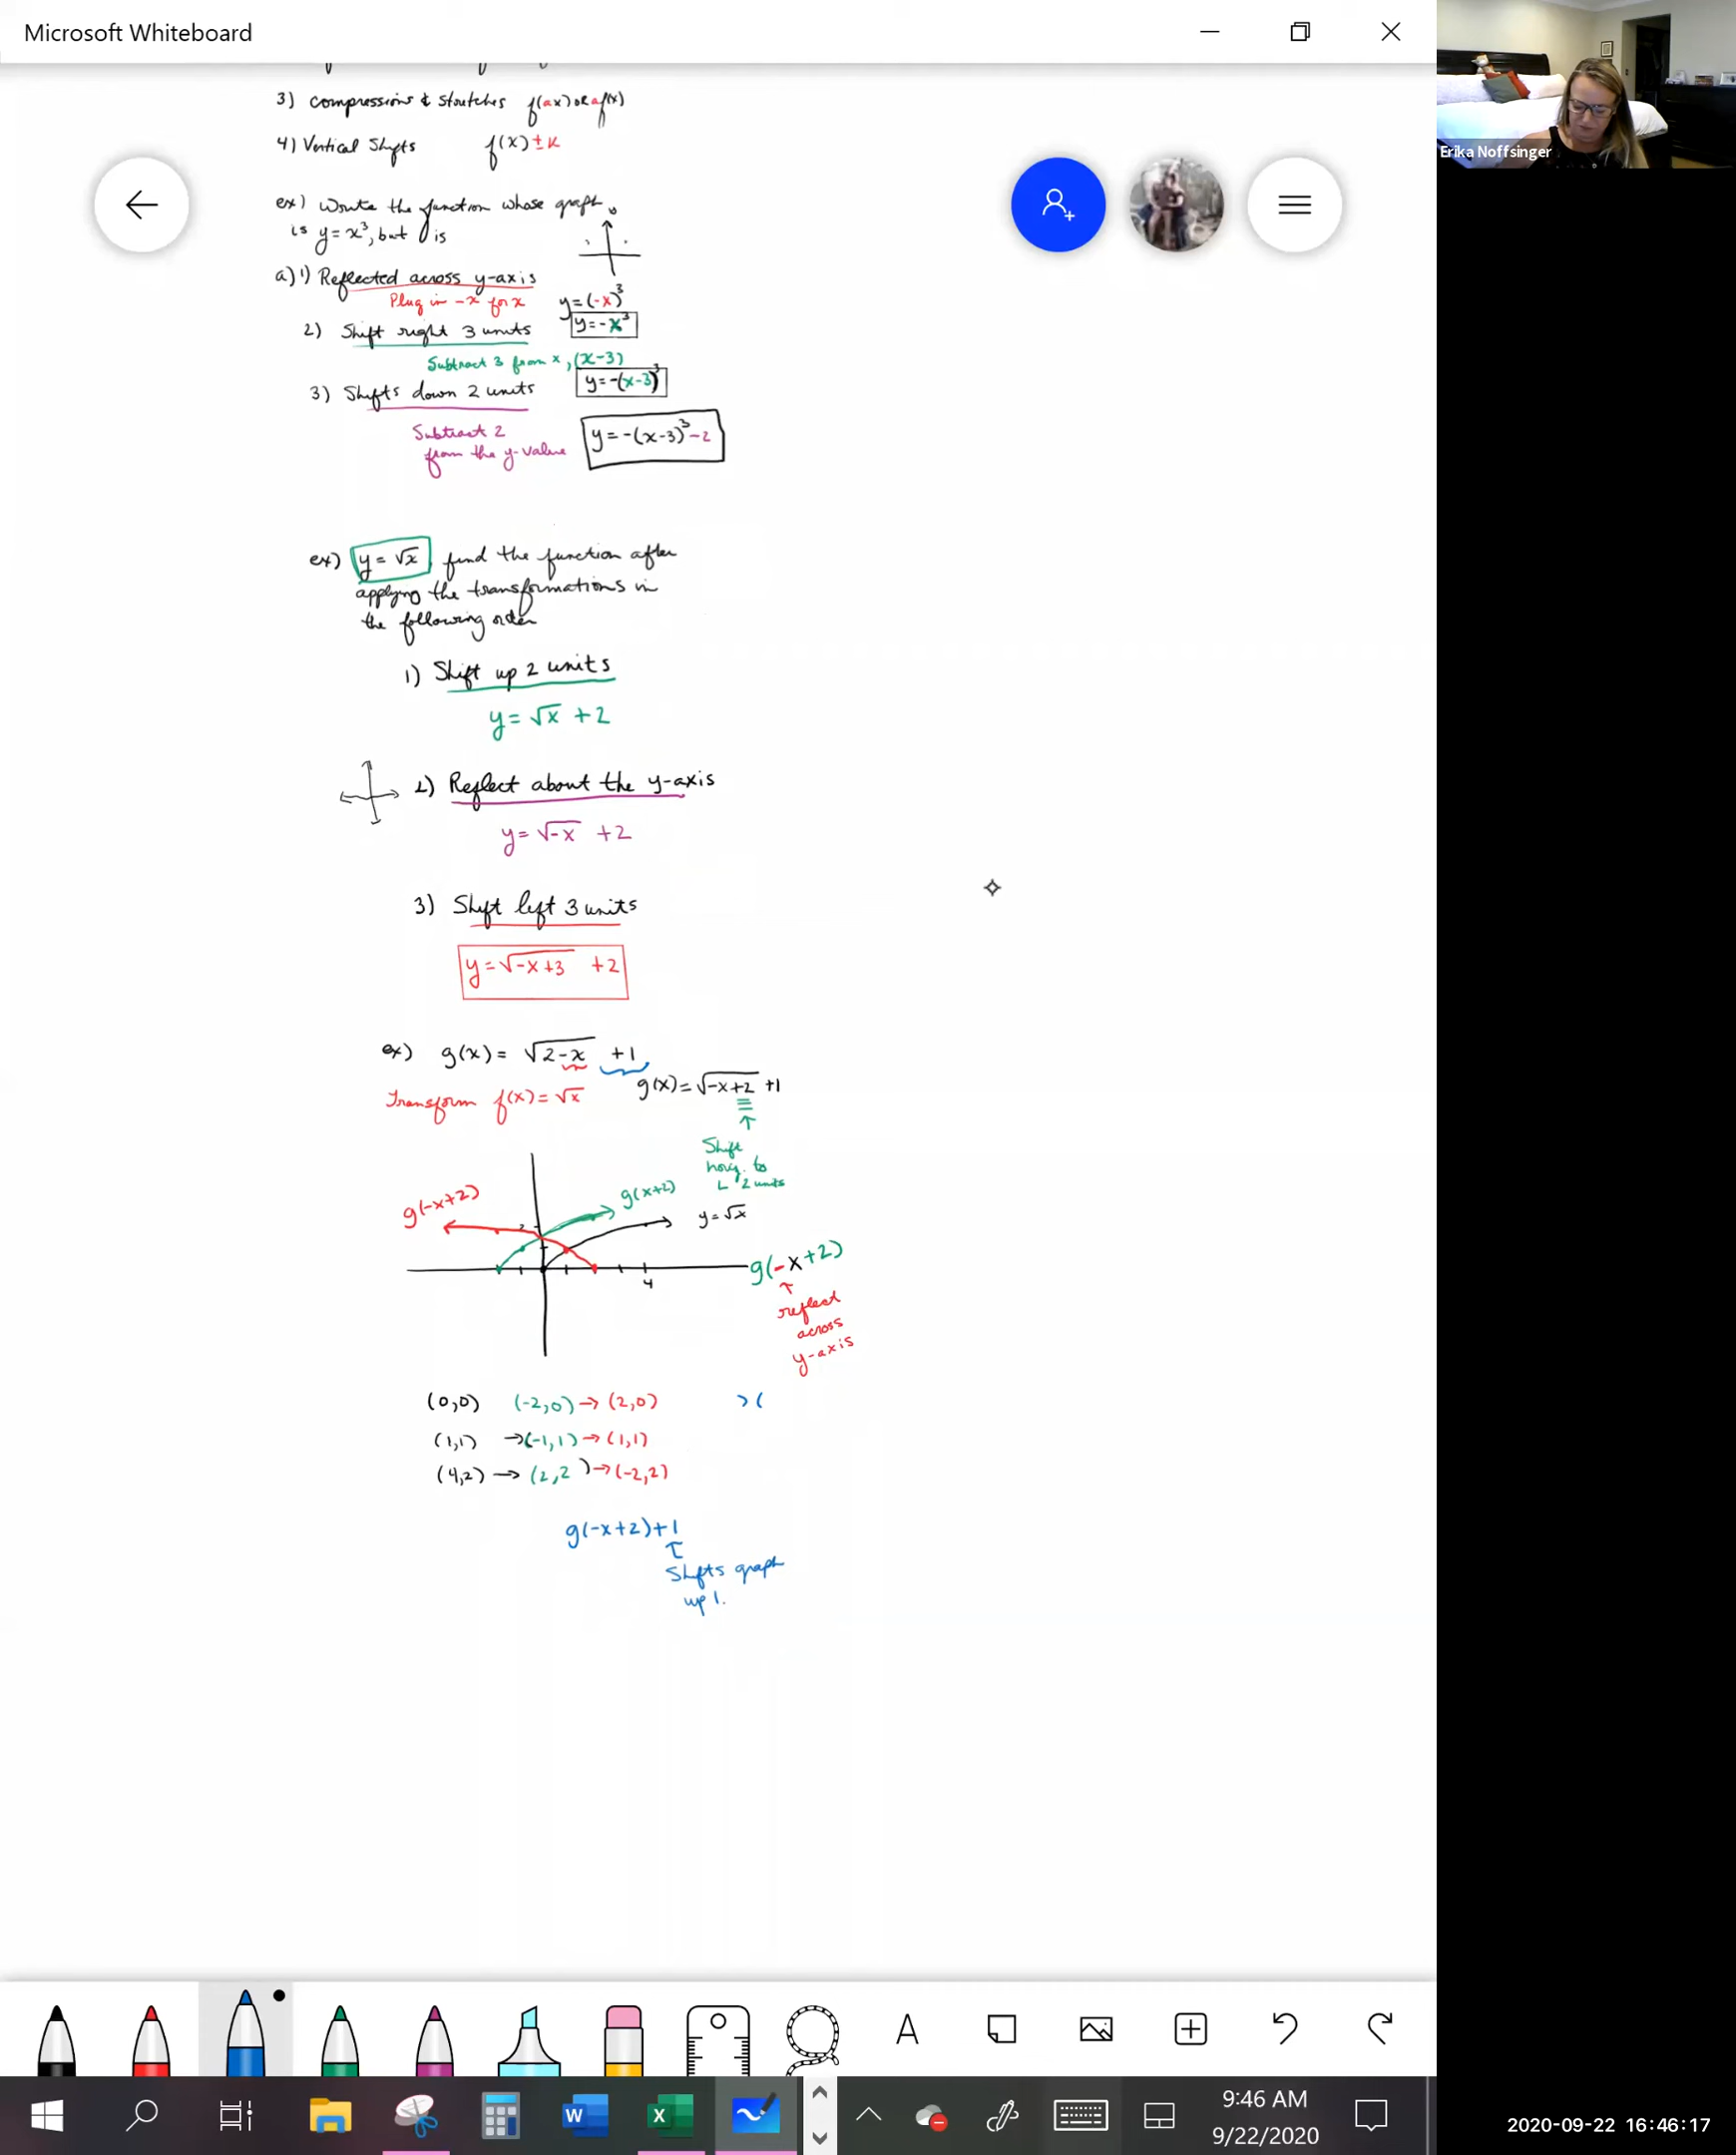 Microsoft Whiteboard
3) Compressions & Stretches f(ax) OR af(x)
4) Vertical Shifts f(x) ± k
ex) Write the function whose graph
is y = x³, but is
a) 1) Reflected across y-axis
Plug in -x for x y = (-x)³
y = -x³
2) Shift right 3 units
Subtract 3 from x, (x-3)
y = -(x-3)³
3) Shifts down 2 units
Subtract 2
from the y-value
y = -(x-3)³ - 2
ex) y = √x, find the function after
applying the transformations in
the following order
1) Shift up 2 units
y = √x + 2
2) Reflect about the y-axis
y = √-x + 2
3) Shift left 3 units
y = √-x+3 + 2
ex) g(x) = √2-x + 1
g(x) = √-x+2 + 1
Transform f(x) = √x
Shift
horiz. to
L 2 units
g(-x+2)
g(x+2)
y = √x
2
4
g(-x+2)
reflect
across
y-axis
(0,0) (-2,0) → (2,0) (
(1,1) → (-1,1) → (1,1)
(4,2) → (2,2) → (-2,2)
g(-x+2)+1
Shifts graph
up 1.
Erika Noffsinger
A
W
X
9:46 AM
9/22/2020
2020-09-22 16:46:17